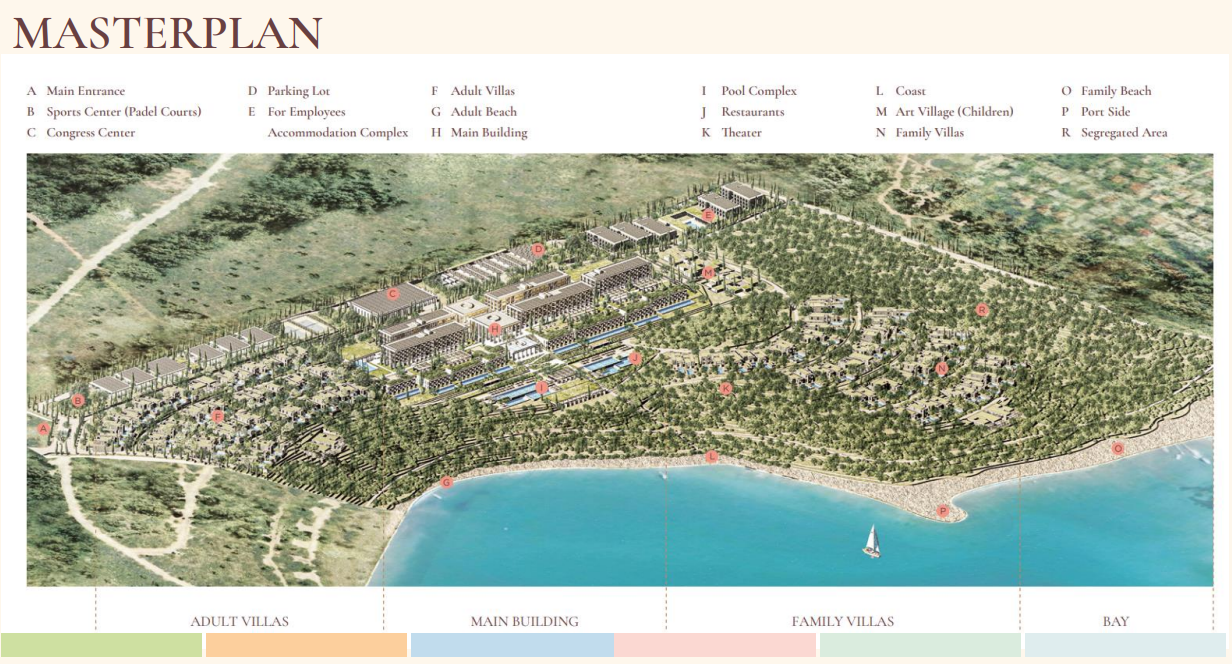 MASTERPLAN
A Main Entrance
B Sports Center (Padel Courts)
C Congress Center
D Parking Lot
E For Employees
Accommodation Complex
F Adult Villas
G Adult Beach
H Main Building
I Pool Complex
J Restaurants
K Theater
L Coast
M Art Village (Children)
N Family Villas
O Family Beach
P Port Side
R Segregated Area
E
D
M
C
R
H
J
N
I
K
B
F
A
O
L
G
P
ADULT VILLAS
MAIN BUILDING
FAMILY VILLAS
BAY